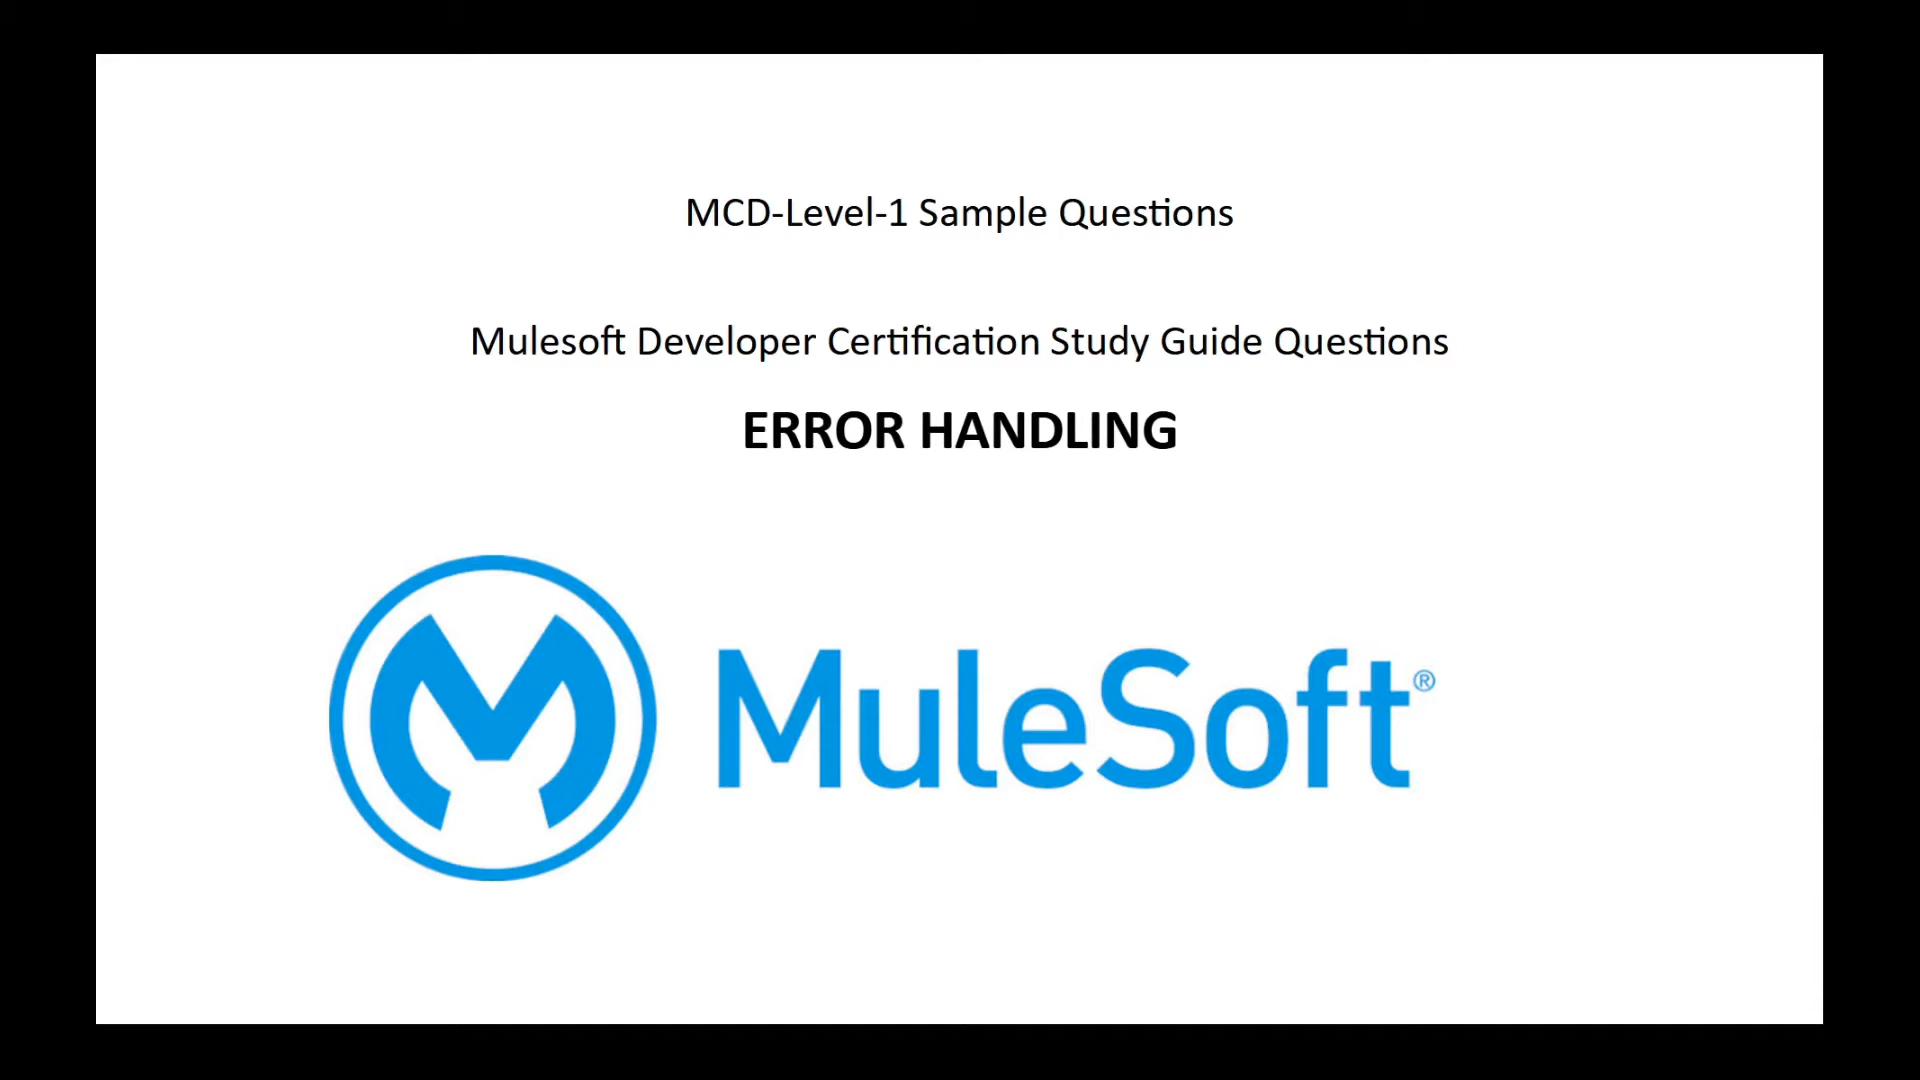 MCD-Level-1 Sample Questions
Mulesoft Developer Certification Study Guide Questions
ERROR HANDLING
MuleSoft®